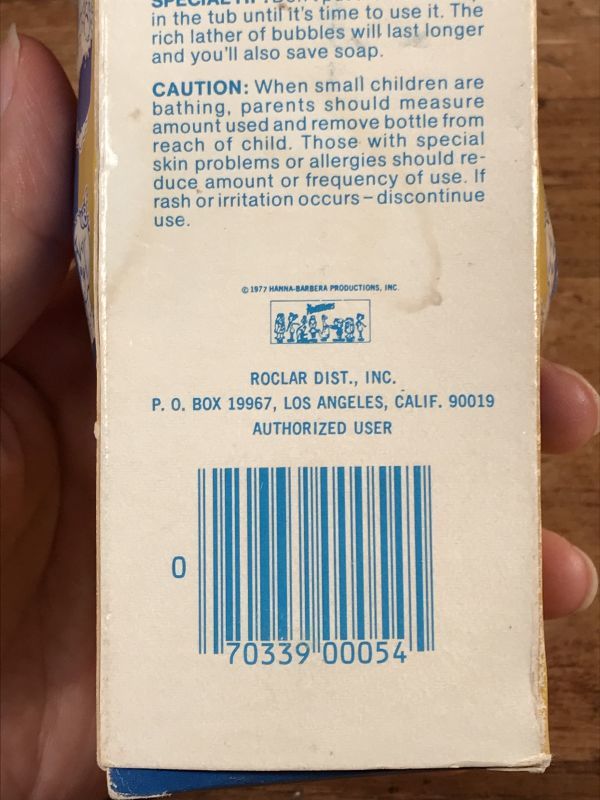 SPECIAL TIP:
in the tub until it's time to use it. The
rich lather of bubbles will last longer
and you'll also save soap.
CAUTION: When small children are
bathing, parents should measure
amount used and remove bottle from
reach of child. Those with special
skin problems or allergies should re-
duce amount or frequency of use. If
rash or irritation occurs – discontinue
use.
© 1977 HANNA-BARBERA PRODUCTIONS, INC.
ROCLAR DIST., INC.
P. O. BOX 19967, LOS ANGELES, CALIF. 90019
AUTHORIZED USER
0
70339 00054